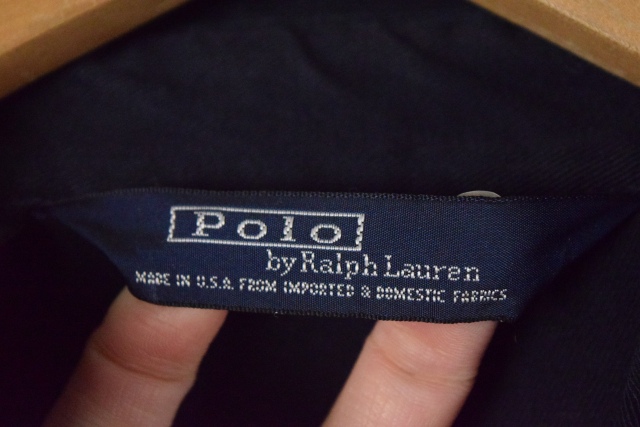 Polo
by Ralph Lauren
MADE IN U.S.A. FROM IMPORTED & DOMESTIC FABRICS